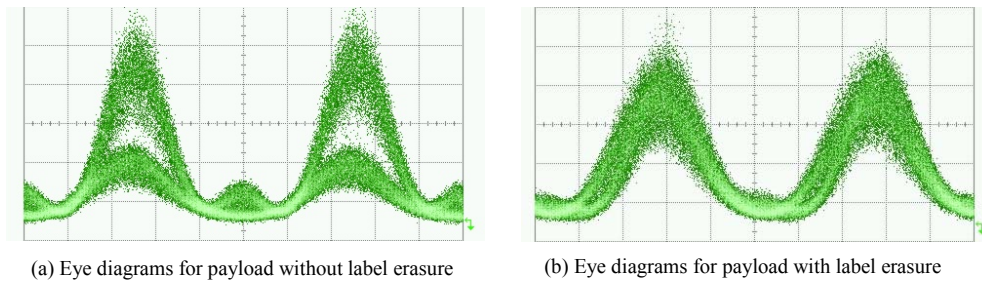 (a) Eye diagrams for payload without label erasure
(b) Eye diagrams for payload with label erasure